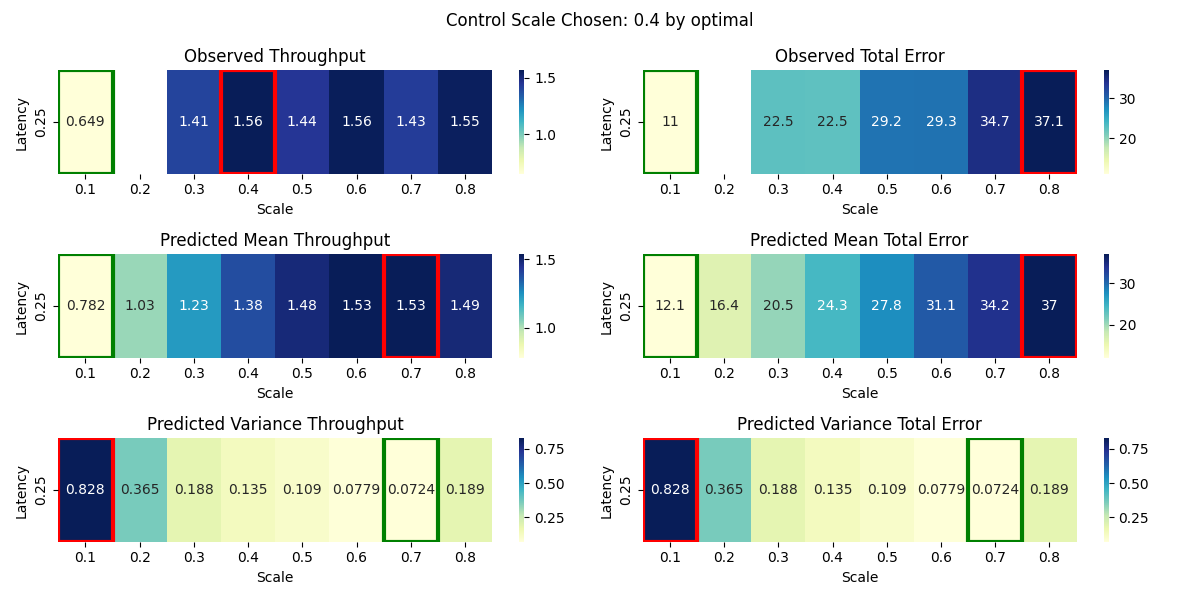 Control Scale Chosen: 0.4 by optimal
Observed Throughput
Latency
0.25
0.649 1.41 1.56 1.44 1.56 1.43 1.55
0.1 0.2 0.3 0.4 0.5 0.6 0.7 0.8
Scale
1.5
1.0
Observed Total Error
Latency
0.25
11 22.5 22.5 29.2 29.3 34.7 37.1
0.1 0.2 0.3 0.4 0.5 0.6 0.7 0.8
Scale
30
20
Predicted Mean Throughput
Latency
0.25
0.782 1.03 1.23 1.38 1.48 1.53 1.53 1.49
0.1 0.2 0.3 0.4 0.5 0.6 0.7 0.8
Scale
1.5
1.0
Predicted Mean Total Error
Latency
0.25
12.1 16.4 20.5 24.3 27.8 31.1 34.2 37
0.1 0.2 0.3 0.4 0.5 0.6 0.7 0.8
Scale
30
20
Predicted Variance Throughput
Latency
0.25
0.828 0.365 0.188 0.135 0.109 0.0779 0.0724 0.189
0.1 0.2 0.3 0.4 0.5 0.6 0.7 0.8
Scale
0.75
0.50
0.25
Predicted Variance Total Error
Latency
0.25
0.828 0.365 0.188 0.135 0.109 0.0779 0.0724 0.189
0.1 0.2 0.3 0.4 0.5 0.6 0.7 0.8
Scale
0.75
0.50
0.25